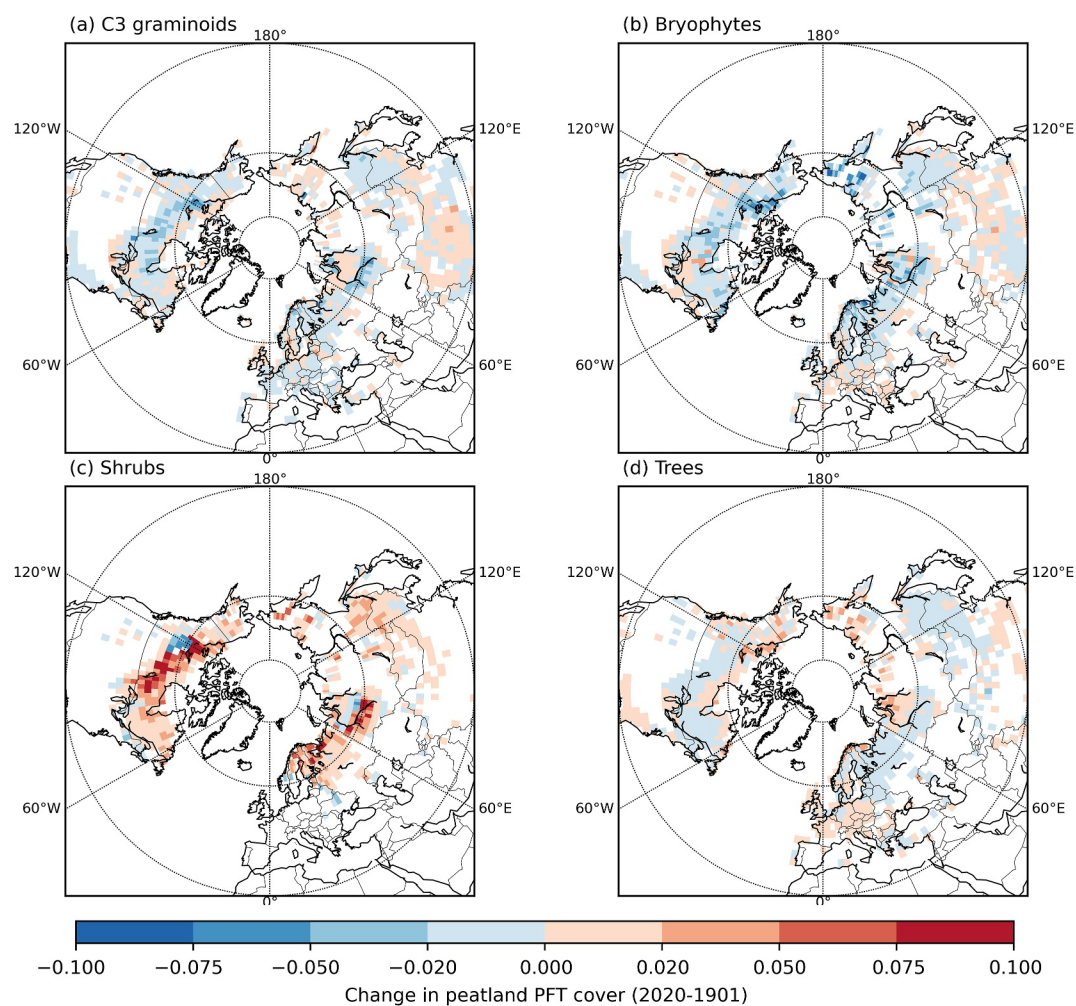 (a) C3 graminoids
(b) Bryophytes
180°
180°
120°W
120°E
120°W
120°E
60°W
60°E
60°W
60°E
0°
0°
(c) Shrubs
(d) Trees
180°
180°
120°W
120°E
120°W
120°E
60°W
60°E
60°W
60°E
0°
0°
−0.100
−0.075
−0.050
−0.020
0.000
0.020
0.050
0.075
0.100
Change in peatland PFT cover (2020-1901)